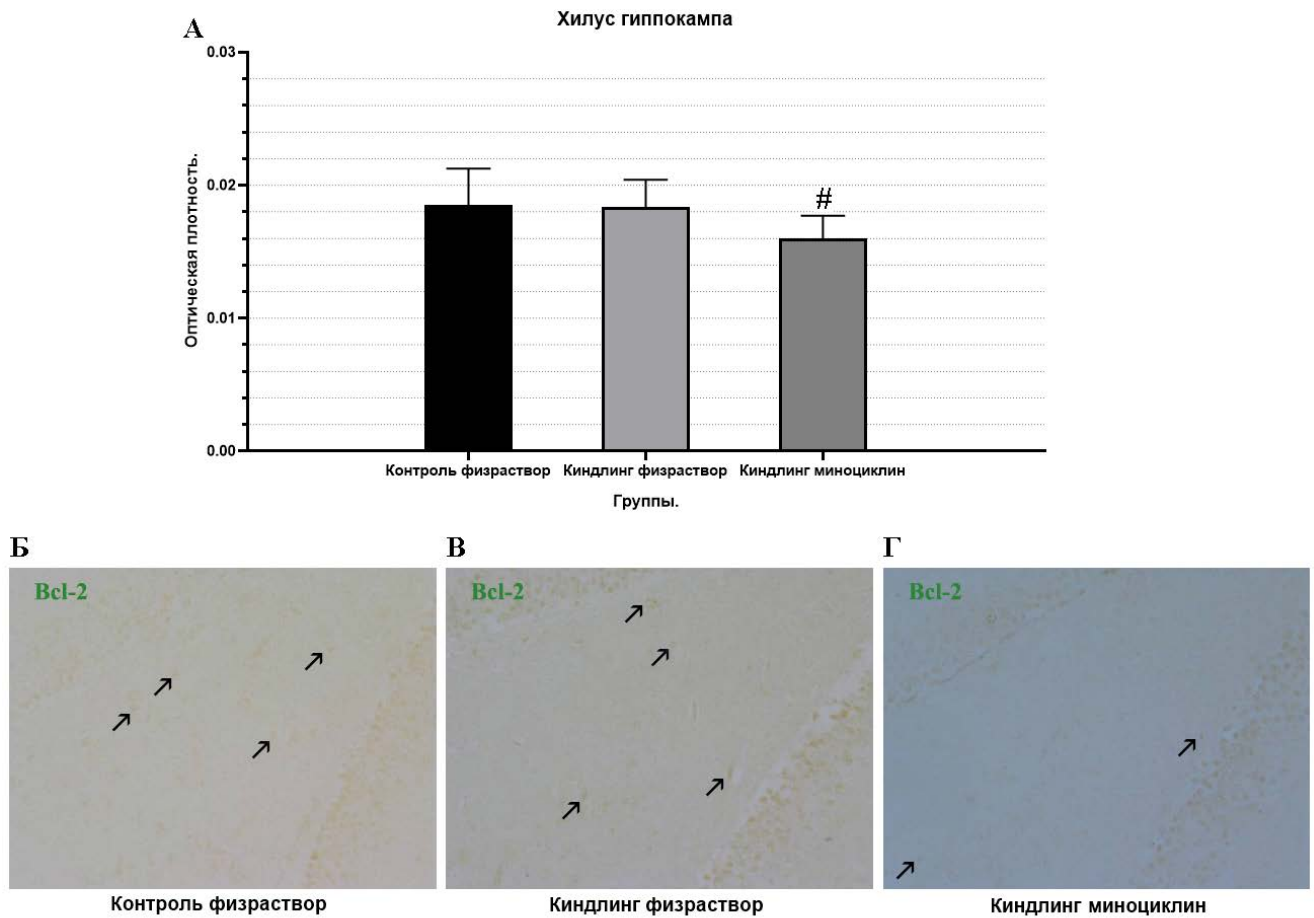 А
Хилус гиппокампа
0.03
0.02
0.01
0.00
Оптическая плотность.
#
Контроль физраствор Киндлинг физраствор Киндлинг миноциклин
Группы.
Б В Г
Bcl-2 Bcl-2 Bcl-2
Контроль физраствор Киндлинг физраствор Киндлинг миноциклин